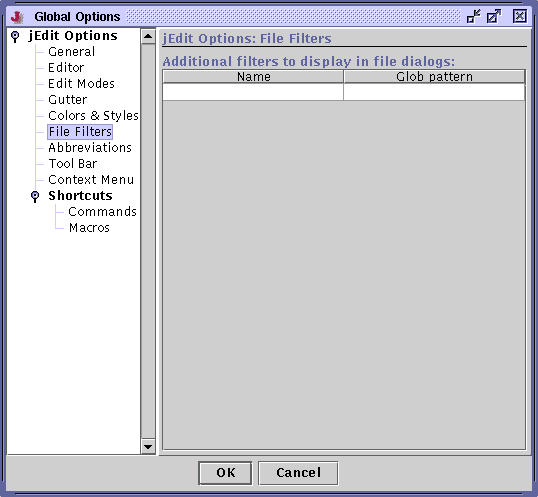 Global Options
jEdit Options
General
Editor
Edit Modes
Gutter
Colors & Styles
File Filters
Abbreviations
Tool Bar
Context Menu
Shortcuts
Commands
Macros
jEdit Options: File Filters
Additional filters to display in file dialogs:
Name Glob pattern
OK Cancel